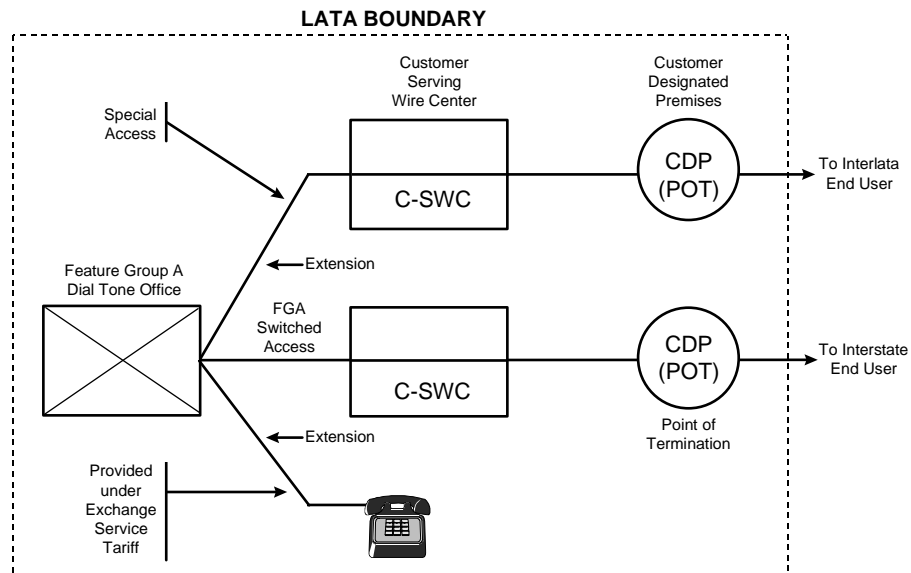 LATA BOUNDARY
Customer
Serving
Wire Center
Customer
Designated
Premises
Special
Access
CDP
(POT)
To Interlata
End User
C-SWC
Extension
Feature Group A
Dial Tone Office
FGA
Switched
Access
CDP
(POT)
To Interstate
End User
C-SWC
Point of
Termination
Extension
Provided
under
Exchange
Service
Tariff